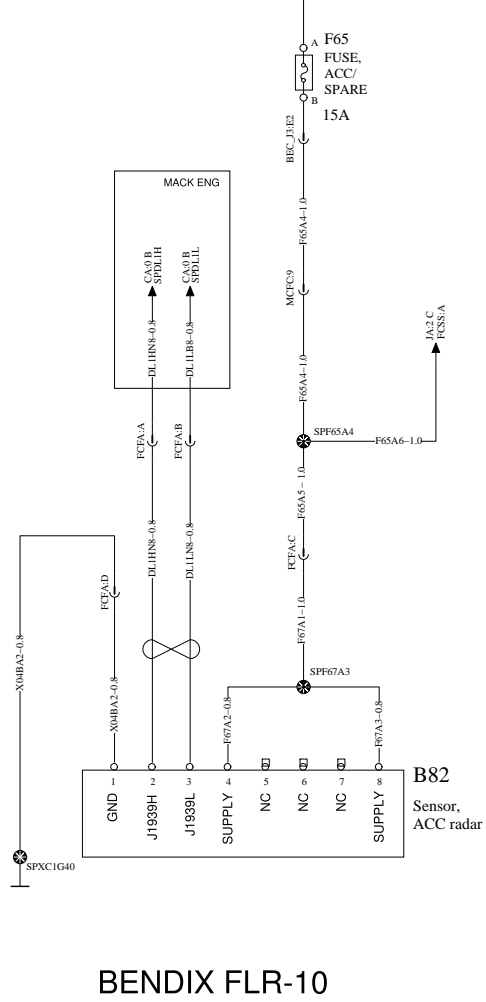 A
F65
FUSE,
ACC/
SPARE
B
15A
BEC_J3:E2
MACK ENG
F65A4–1.0
CA:0 B
SPDL1H
CA:0 B
SPDL1L
MCFC:9
JA:2 C
FCSS:A
DL1HN8–0.8
DL1LB8–0.8
F65A4–1.0
SPF65A4
F65A6–1.0
FCFA:A
FCFA:B
F65A5 – 1.0
DL1HN8–0.8
DL1LN8–0.8
FCFA:C
FCFA:D
F67A1–1.0
X04BA2–0.8
SPF67A3
X04BA2–0.8
F67A2–0.8
F67A3–0.8
1 2 3 4 5 6 7 8
B82
GND
J1939H
J1939L
SUPPLY
NC
NC
NC
SUPPLY
Sensor,
ACC radar
SPXC1G40
BENDIX FLR-10